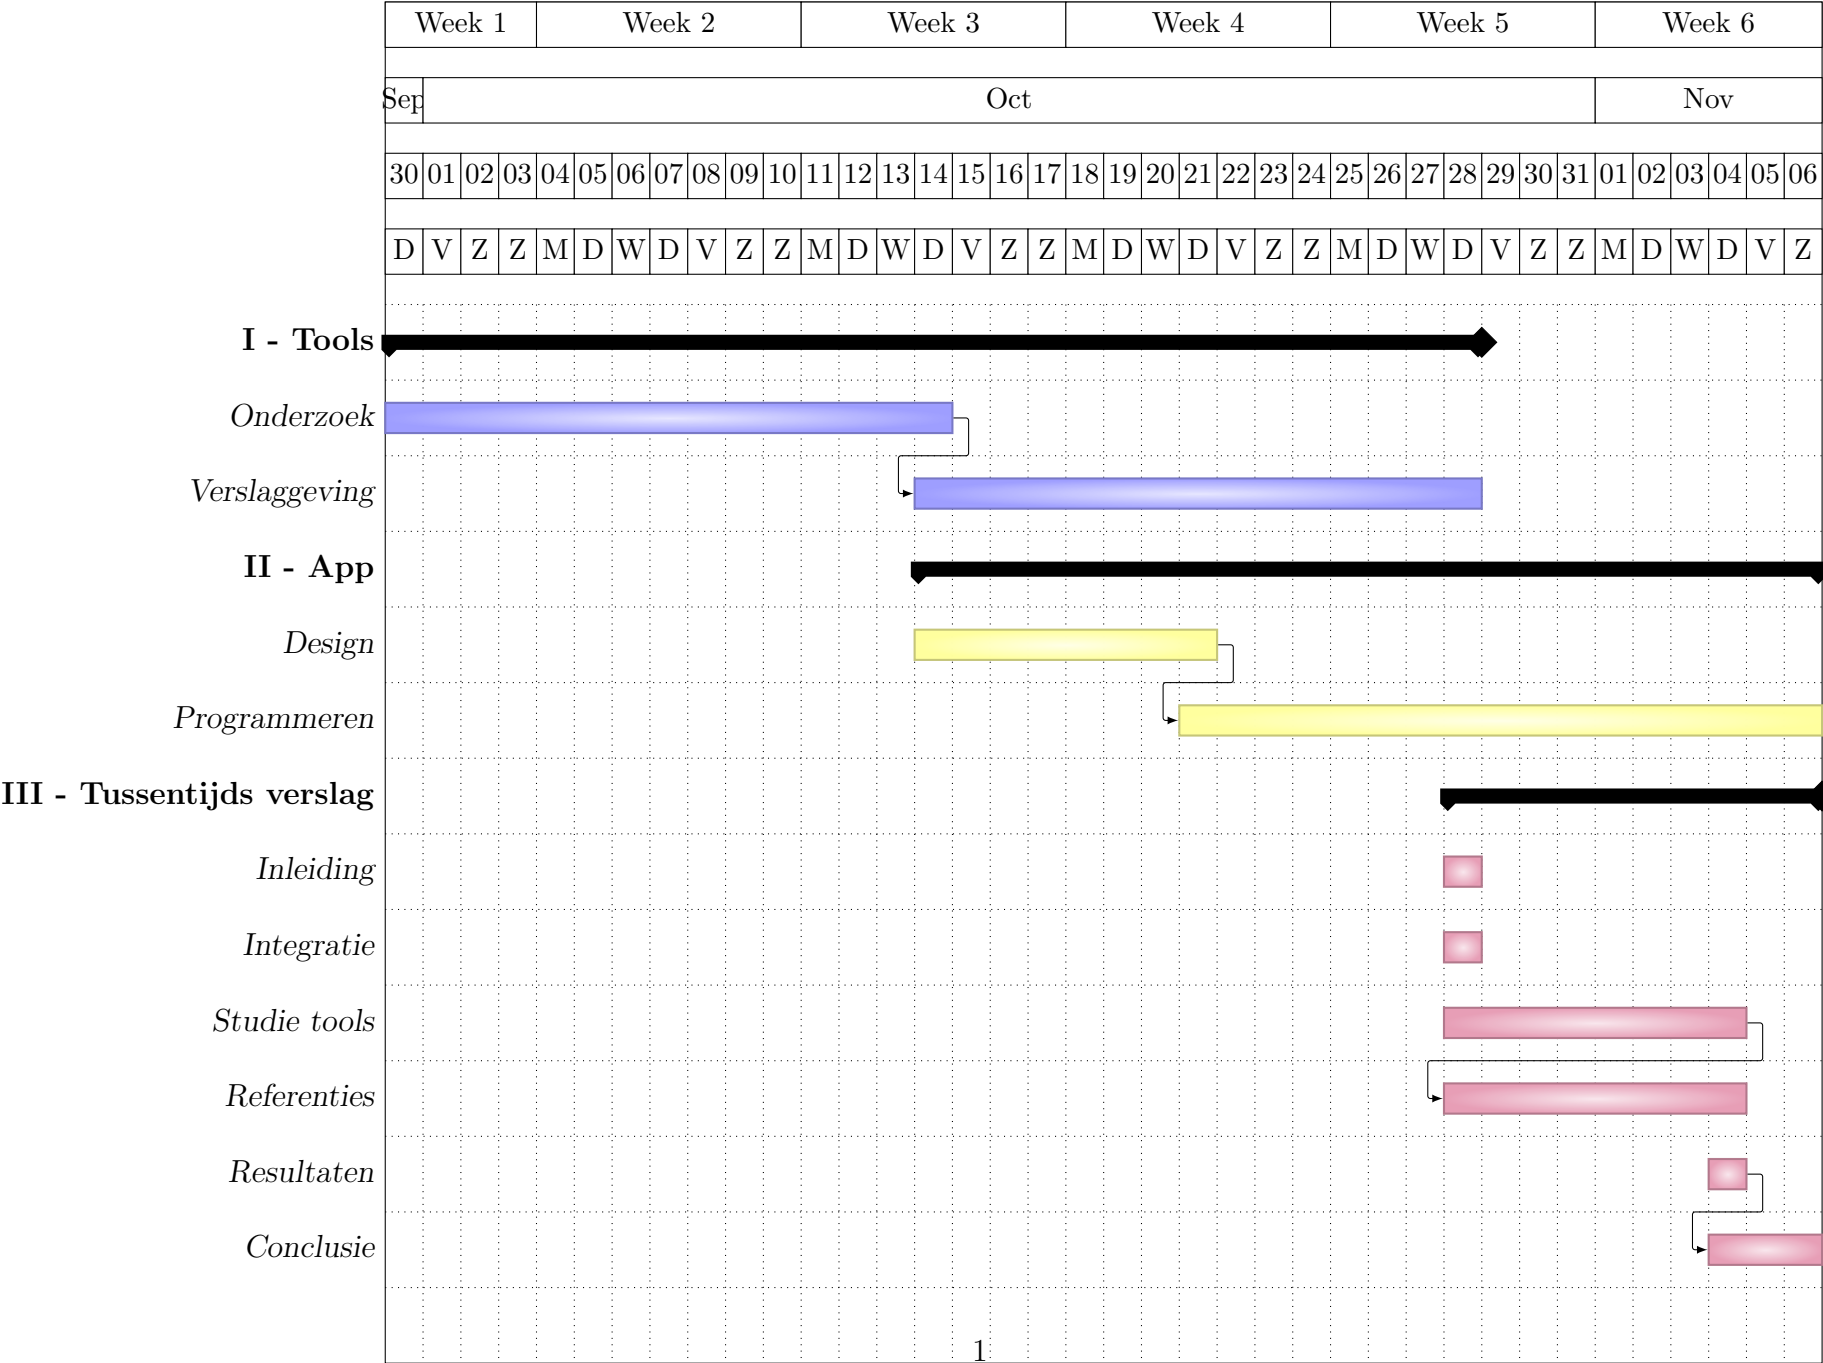 Week 1 Week 2 Week 3 Week 4 Week 5 Week 6
Sep Oct Nov
30 01 02 03 04 05 06 07 08 09 10 11 12 13 14 15 16 17 18 19 20 21 22 23 24 25 26 27 28 29 30 31 01 02 03 04 05 06
D V Z Z M D W D V Z Z M D W D V Z Z M D W D V Z Z M D W D V Z Z M D W D V Z
I - Tools
Onderzoek
Verslaggeving
II - App
Design
Programmeren
III - Tussentijds verslag
Inleiding
Integratie
Studie tools
Referenties
Resultaten
Conclusie
1